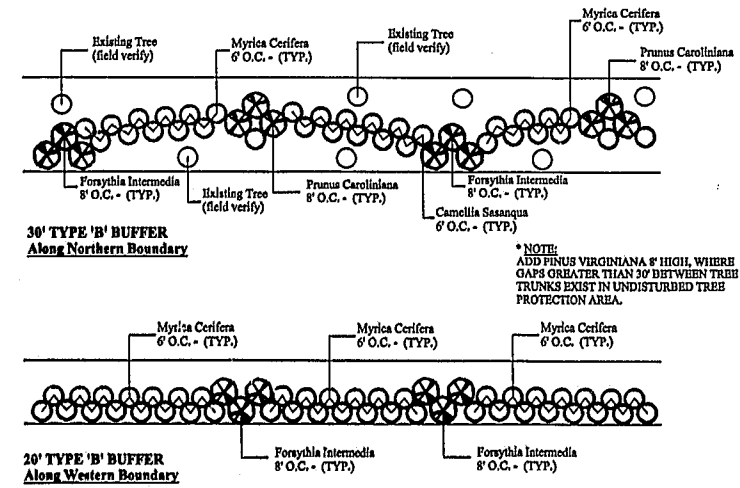 Existing Tree
(field verify)
Myrica Cerifera
6' O.C. - (TYP.)
Existing Tree
(field verify)
Myrica Cerifera
6' O.C. - (TYP.)
Prunus Caroliniana
8' O.C. - (TYP.)
Forsythia Intermedia
8' O.C. - (TYP.)
Existing Tree
(field verify)
Prunus Caroliniana
8' O.C. - (TYP.)
Forsythia Intermedia
8' O.C. - (TYP.)
Camellia Sasanqua
6' O.C. - (TYP.)
30' TYPE 'B' BUFFER
Along Northern Boundary
* NOTE:
ADD PINUS VIRGINIANA 8' HIGH, WHERE
GAPS GREATER THAN 30' BETWEEN TREE
TRUNKS EXIST IN UNDISTURBED TREE
PROTECTION AREA.
Myrica Cerifera
6' O.C. - (TYP.)
Myrica Cerifera
6' O.C. - (TYP.)
Myrica Cerifera
6' O.C. - (TYP.)
Forsythia Intermedia
8' O.C. - (TYP.)
Forsythia Intermedia
8' O.C. - (TYP.)
20' TYPE 'B' BUFFER
Along Western Boundary